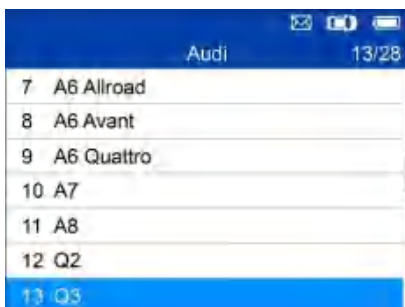 Audi 13/28
7 A6 Allroad
8 A6 Avant
9 A6 Quattro
10 A7
11 A8
12 Q2
13 Q3